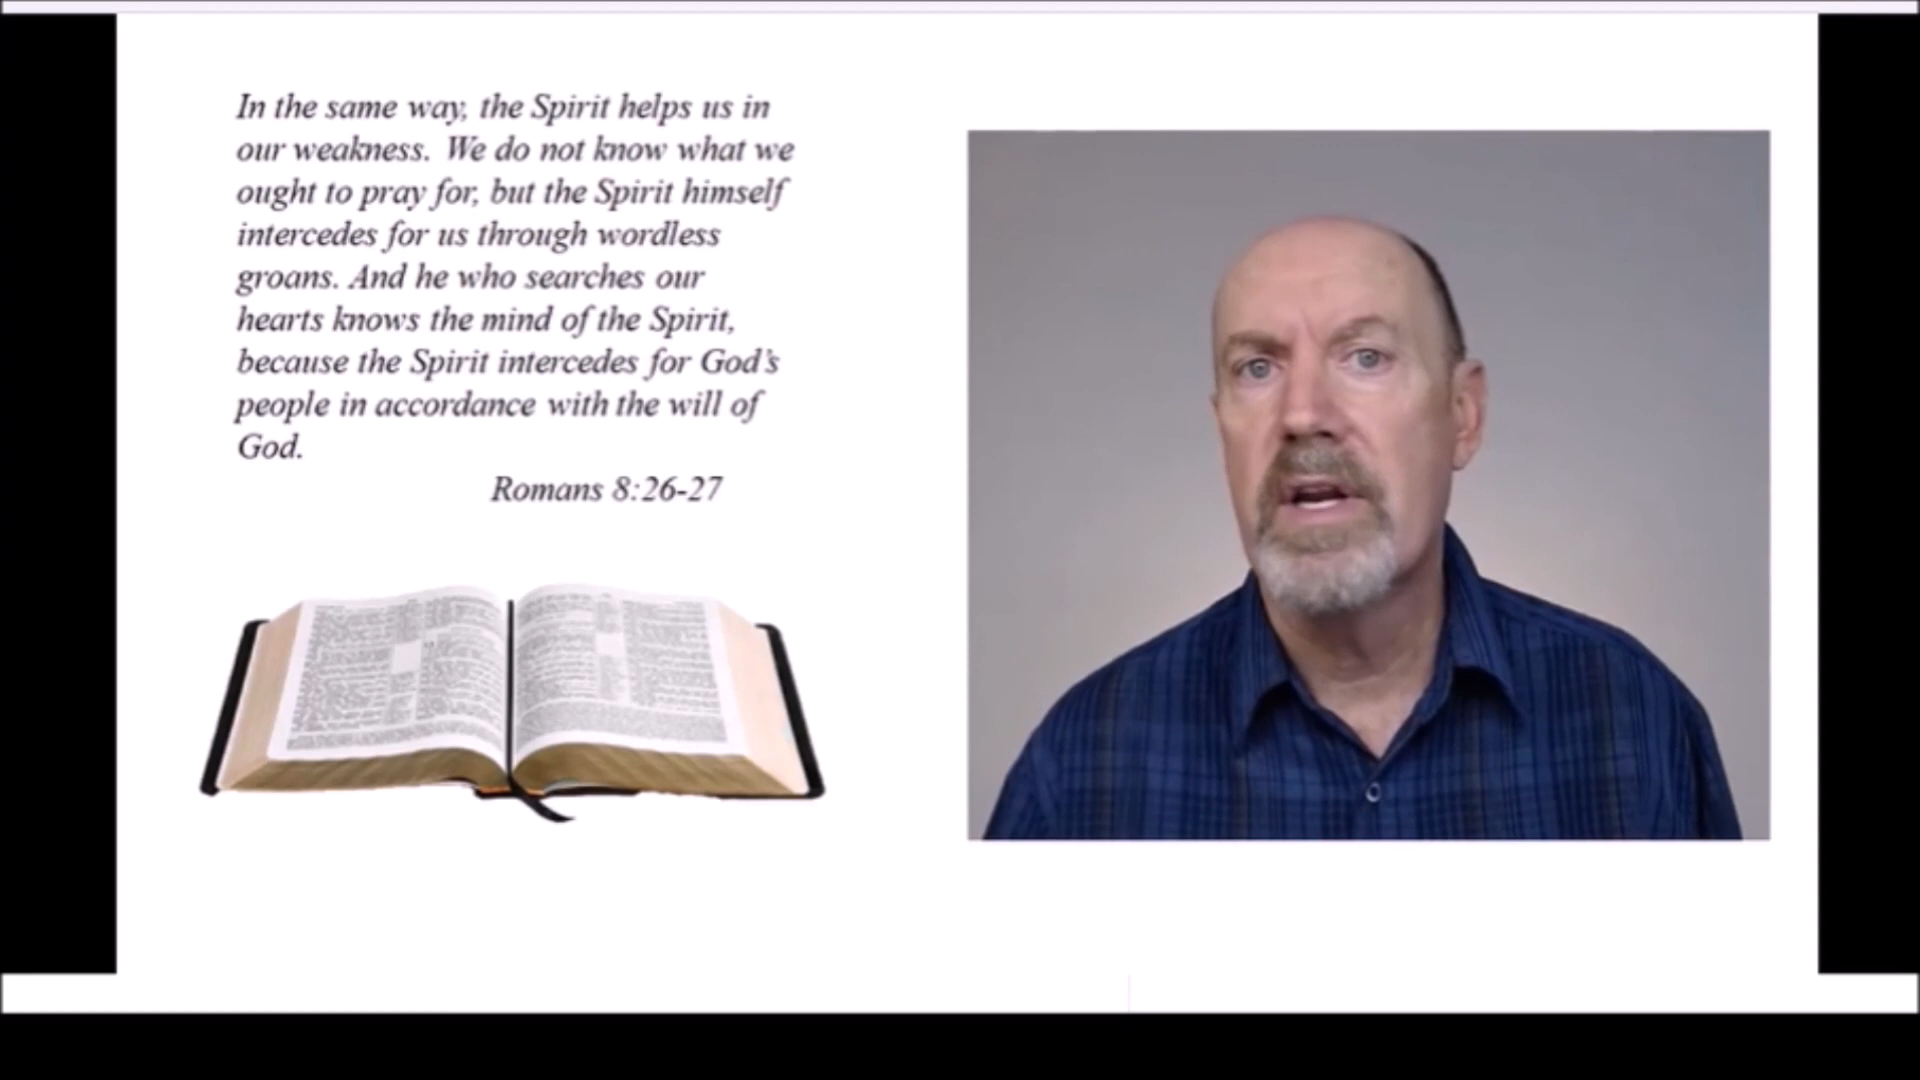 In the same way, the Spirit helps us in
our weakness. We do not know what we
ought to pray for, but the Spirit himself
intercedes for us through wordless
groans. And he who searches our
hearts knows the mind of the Spirit,
because the Spirit intercedes for God's
people in accordance with the will of
God.
Romans 8:26-27